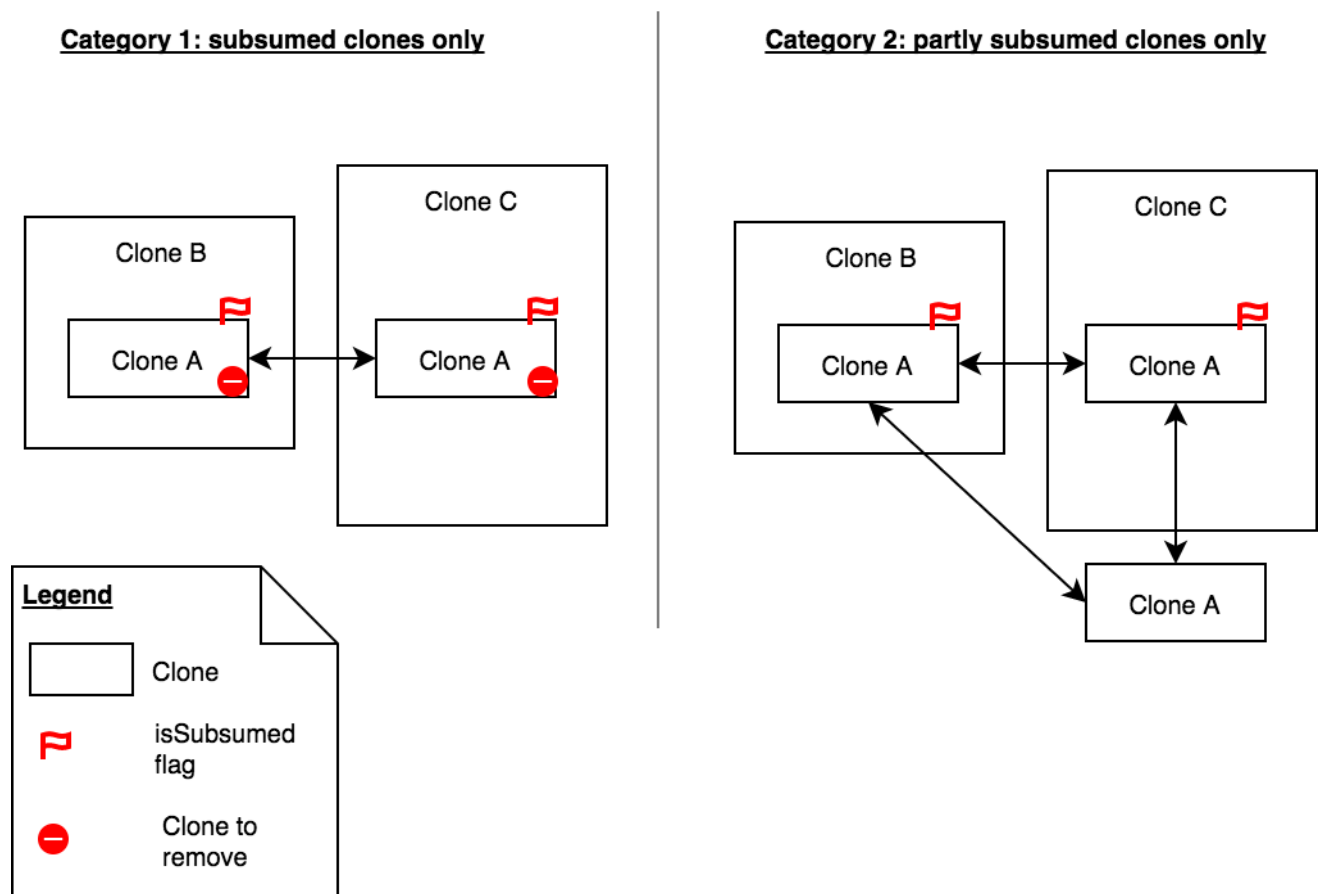 Category 1: subsumed clones only
Clone B
Clone C
Clone A
Clone A
Category 2: partly subsumed clones only
Clone B
Clone C
Clone A
Clone A
Clone A
Legend
Clone
isSubsumed
flag
Clone to
remove